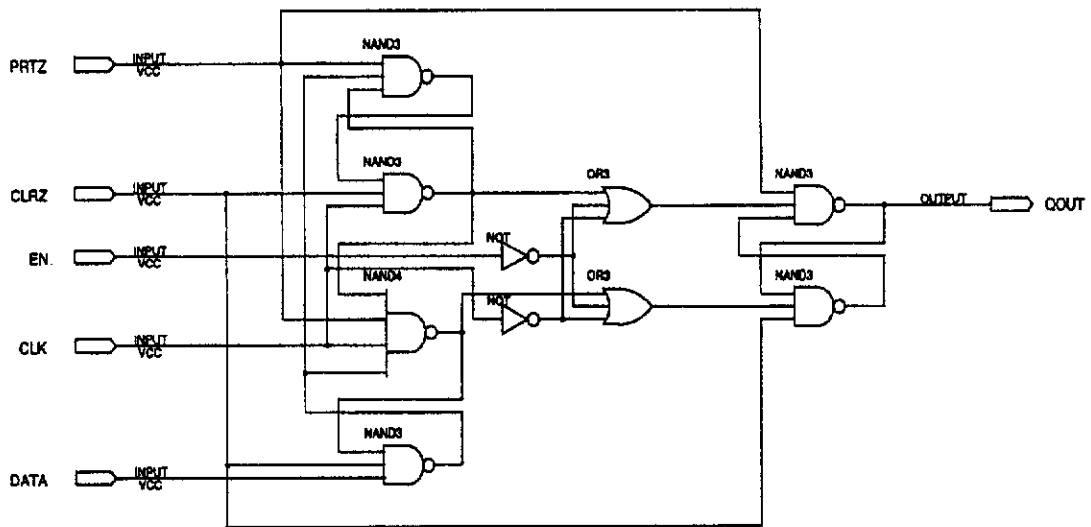 NAND3
PRTZ INPUT VCC
NAND3 OR3 NAND3
CLRZ INPUT VCC OUTPUT QOUT
EN. INPUT VCC NOT
NAND4 OR3 NAND3
NOT
CLK INPUT VCC
NAND3
DATA INPUT VCC